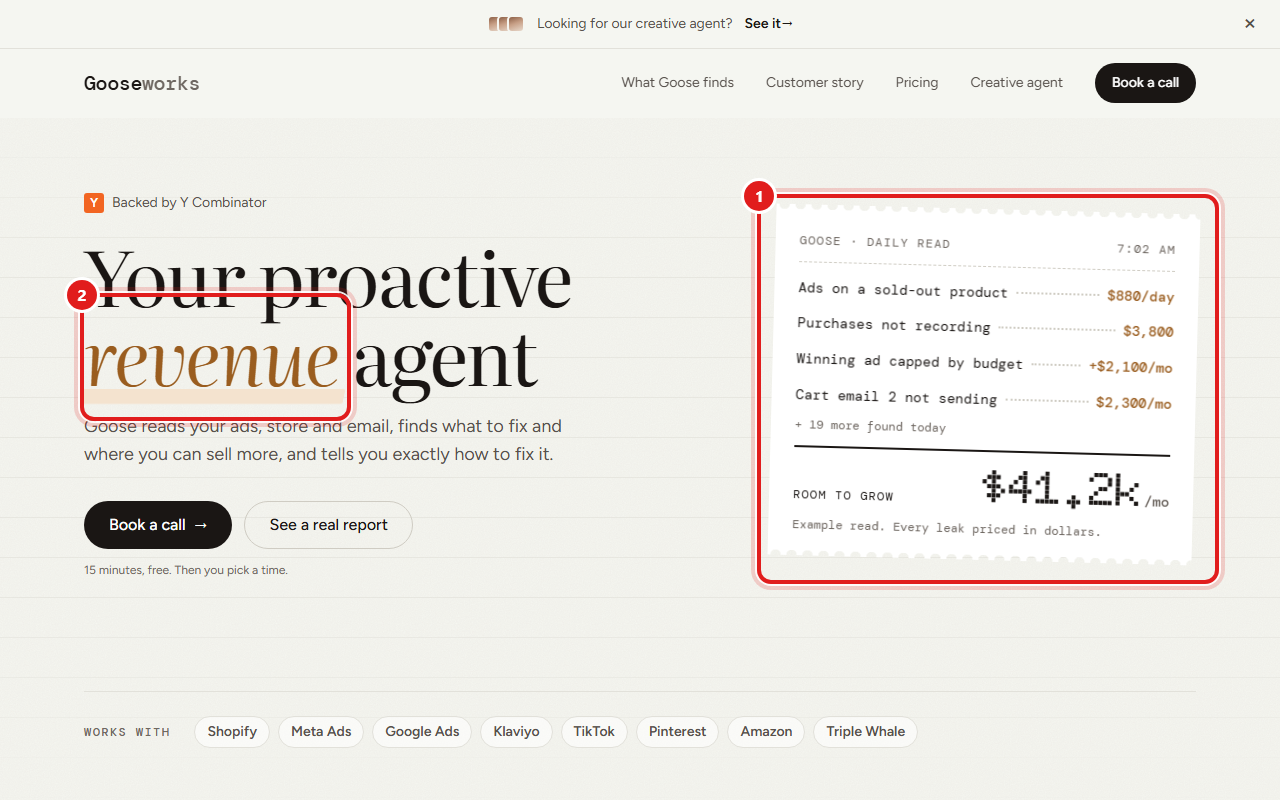 Looking for our creative agent? See it→ ✕
Gooseworks
What Goose finds Customer story Pricing Creative agent Book a call
Y Backed by Y Combinator
2
Your proactive
revenue agent
Goose reads your ads, store and email, finds what to fix and
where you can sell more, and tells you exactly how to fix it.
Book a call → See a real report
15 minutes, free. Then you pick a time.
1
GOOSE · DAILY READ 7:02 AM
Ads on a sold-out product $880/day
Purchases not recording $3,800
Winning ad capped by budget +$2,100/mo
Cart email 2 not sending $2,300/mo
+ 19 more found today
ROOM TO GROW $41.2k/mo
Example read. Every leak priced in dollars.
WORKS WITH Shopify Meta Ads Google Ads Klaviyo TikTok Pinterest Amazon Triple Whale